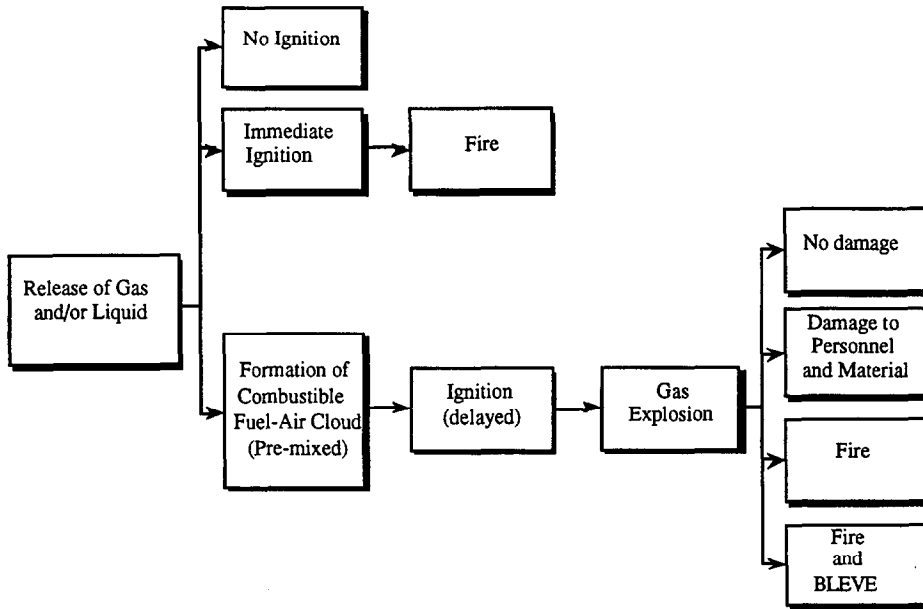 No Ignition
Immediate
Ignition
Fire
Release of Gas
and/or Liquid
Formation of
Combustible
Fuel-Air Cloud
(Pre-mixed)
Ignition
(delayed)
Gas
Explosion
No damage
Damage to
Personnel
and Material
Fire
Fire
and
BLEVE